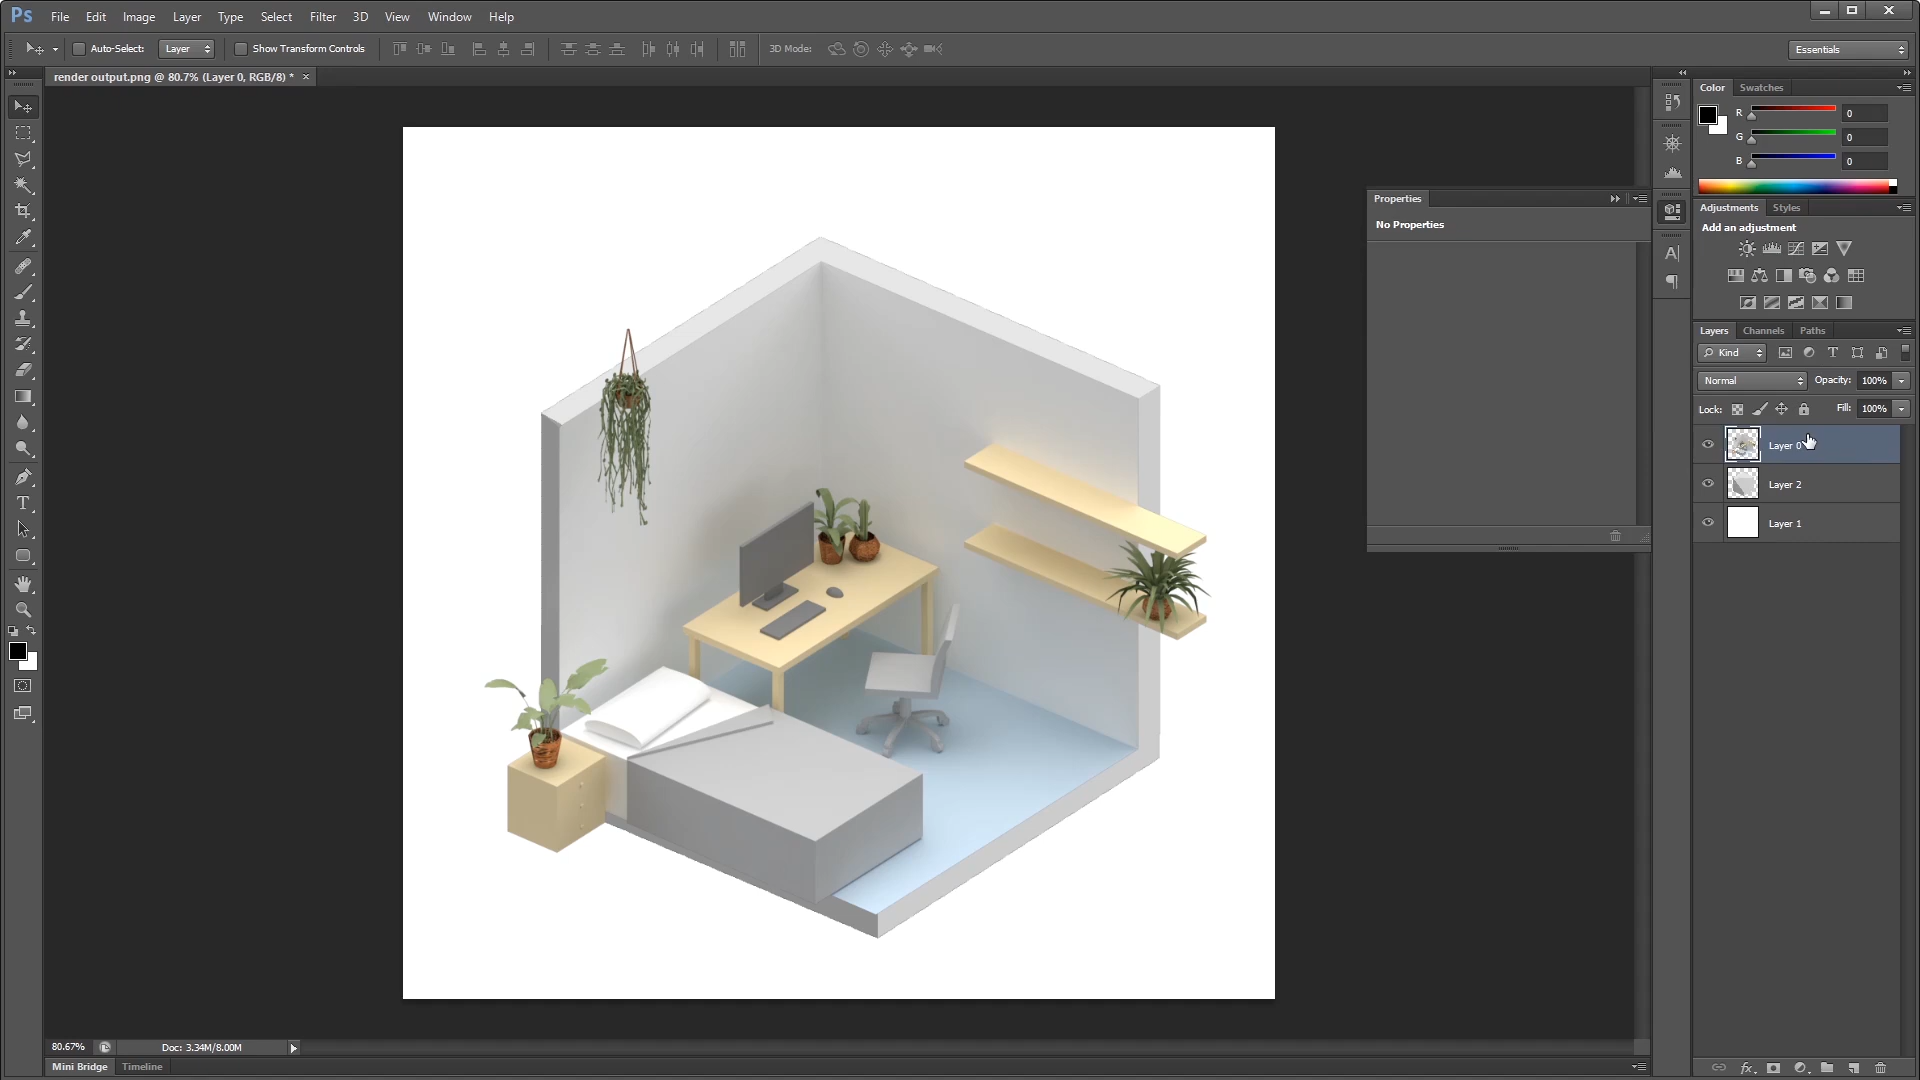 Ps File Edit Image Layer Type Select Filter 3D View Window Help
Auto-Select: Layer Show Transform Controls 3D Mode: Essentials
render output.png @ 80.7% (Layer 0, RGB/8) * ×
Color Swatches
R 0
G 0
B 0
Properties
No Properties
Adjustments Styles
Add an adjustment
Layers Channels Paths
Kind
Normal Opacity: 100%
Lock: Fill: 100%
Layer 0
Layer 2
Layer 1
80.67% Doc: 3.34M/8.00M
Mini Bridge Timeline